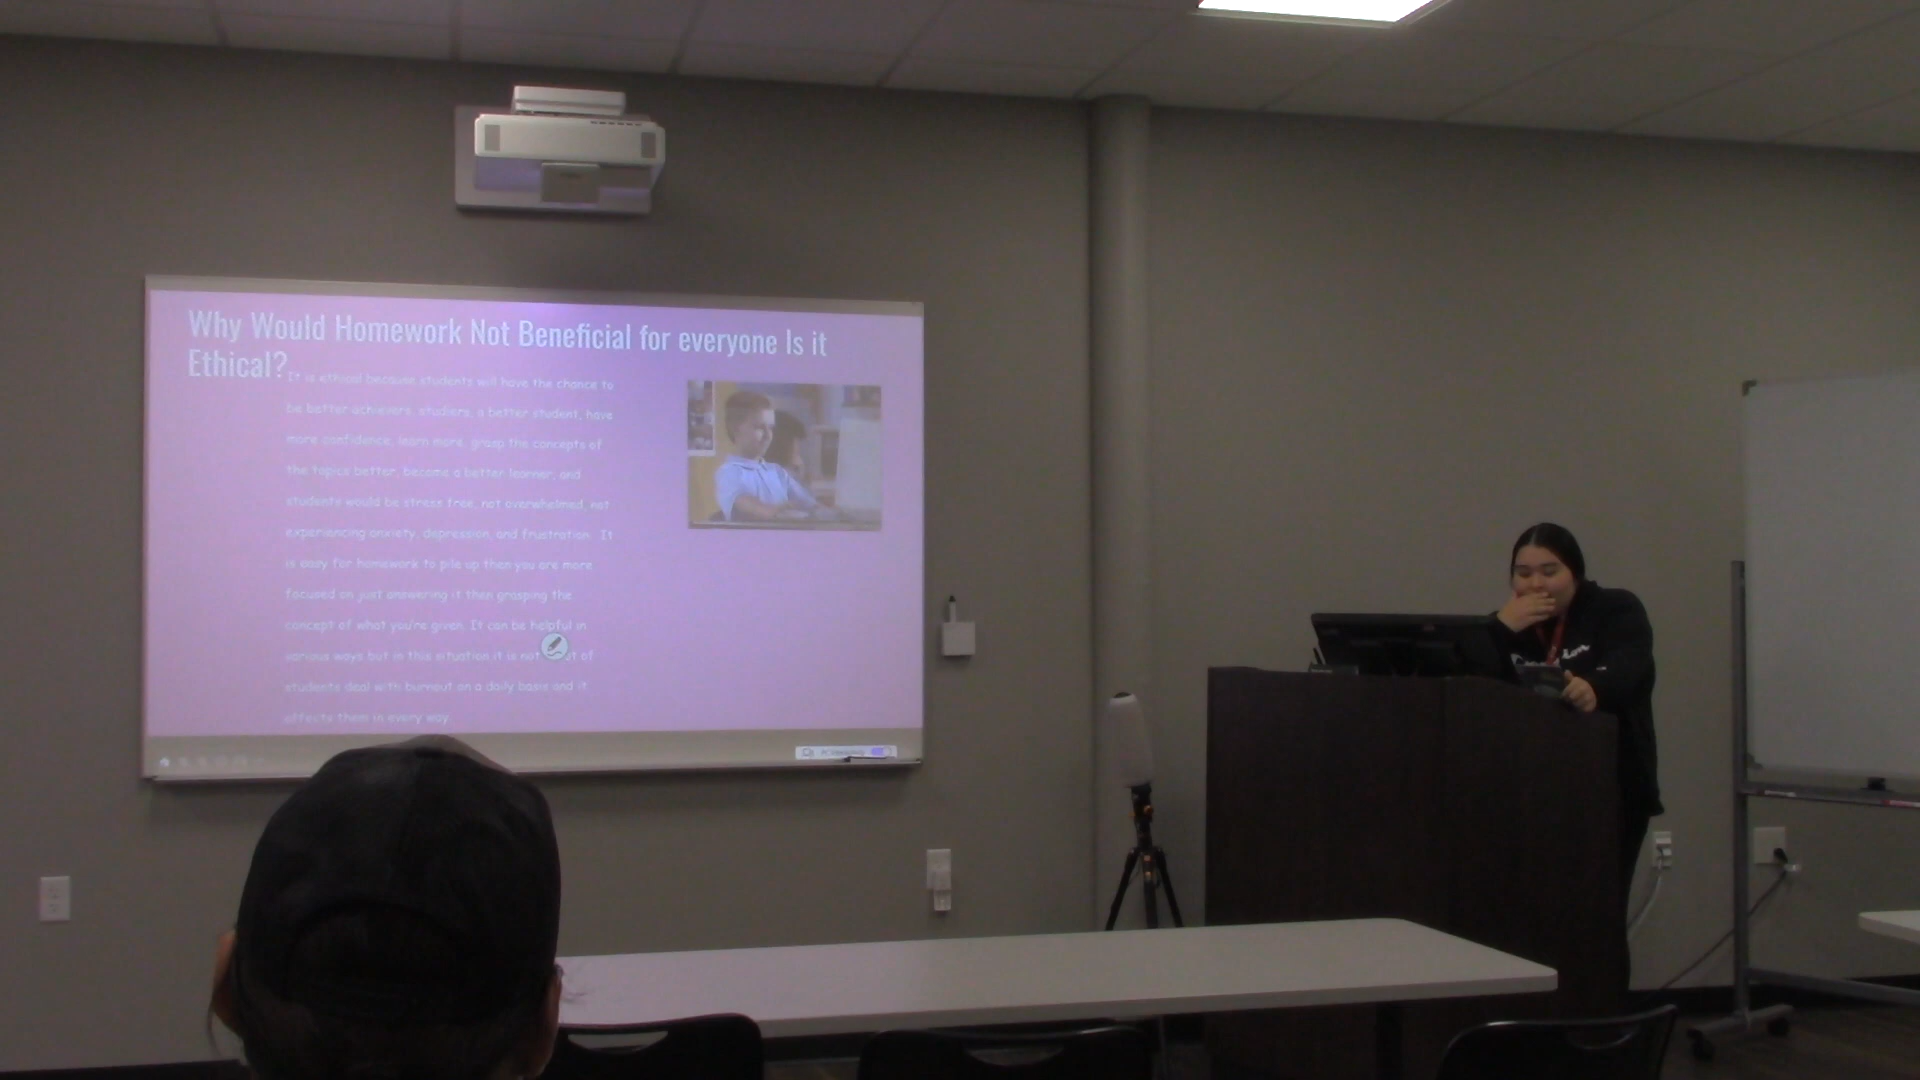 Why Would Homework Not Beneficial for everyone Is it
Ethical?
It is ethical because students will have the chance to
be better achievers, studiers, a better student, have
more confidence, learn more, grasp the concepts of
the topics better, become a better learner, and
students would be stress free, not overwhelmed, not
experiencing anxiety, depression, and frustration. It
is easy for homework to pile up then you are more
focused on just answering it then grasping the
concept of what you're given. It can be helpful in
various ways but in this situation it is not of
students deal with burnout on a daily basis and it
affects them in every way.